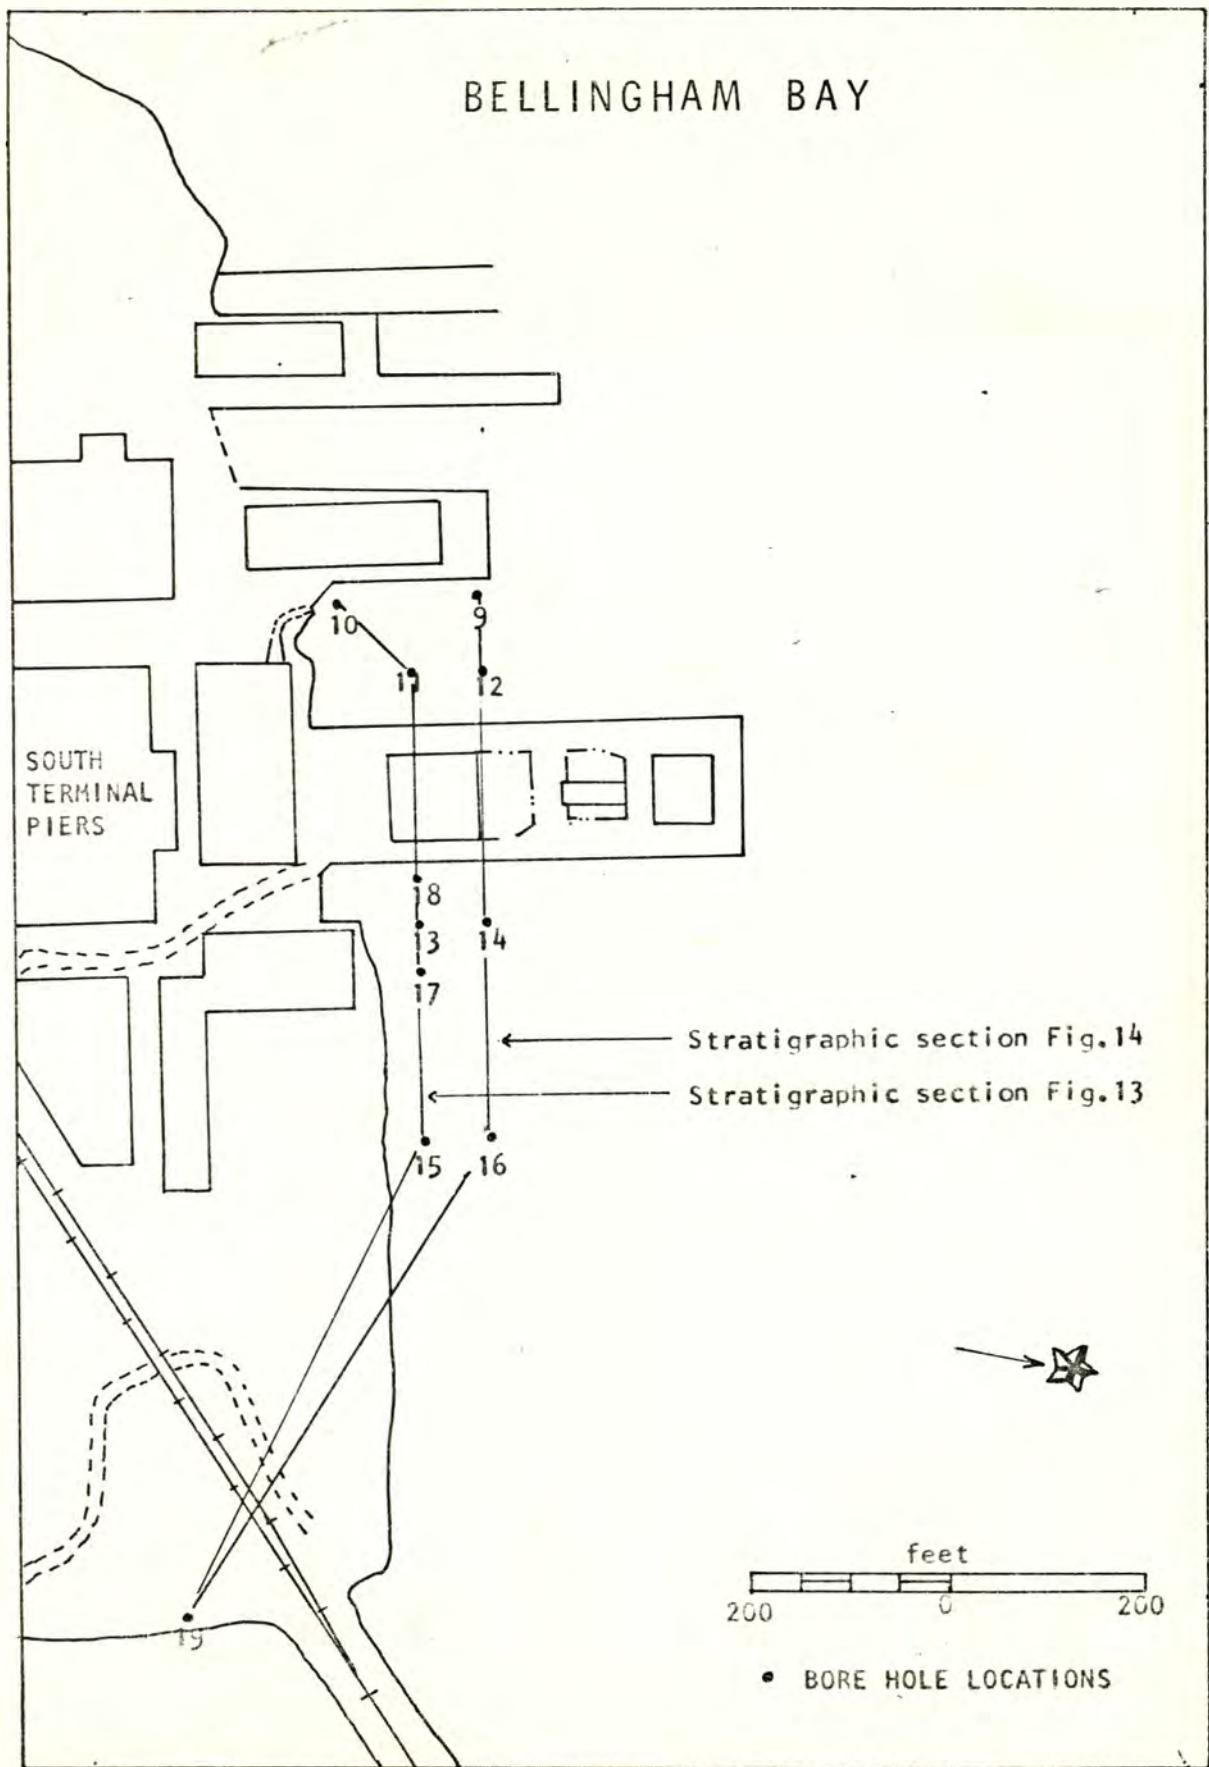 BELLINGHAM BAY
10
9
11
12
SOUTH
TERMINAL
PIERS
18
13
14
17
Stratigraphic section Fig.14
Stratigraphic section Fig.13
15
16
feet
200 0 200
19
BORE HOLE LOCATIONS